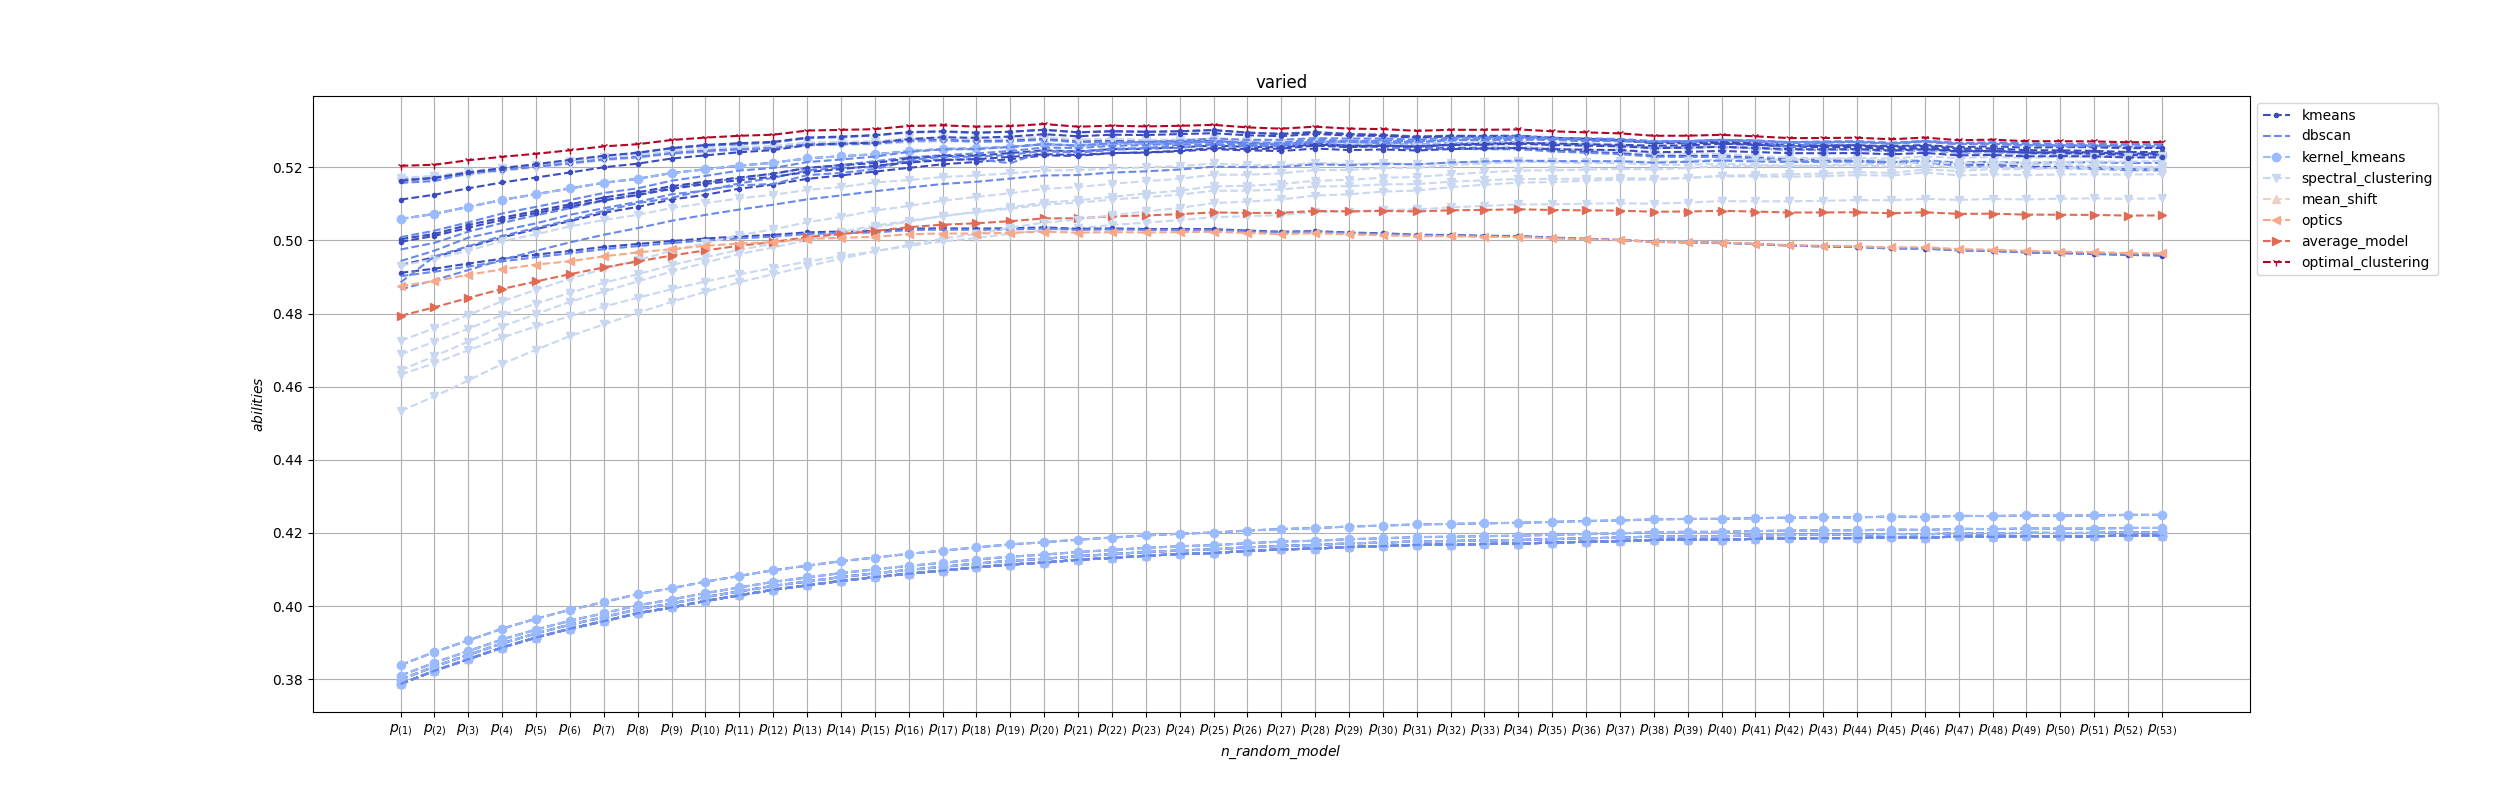 varied
abilities
0.52
0.50
0.48
0.46
0.44
0.42
0.40
0.38
p(1) p(2) p(3) p(4) p(5) p(6) p(7) p(8) p(9) p(10) p(11) p(12) p(13) p(14) p(15) p(16) p(17) p(18) p(19) p(20) p(21) p(22) p(23) p(24) p(25) p(26) p(27) p(28) p(29) p(30) p(31) p(32) p(33) p(34) p(35) p(36) p(37) p(38) p(39) p(40) p(41) p(42) p(43) p(44) p(45) p(46) p(47) p(48) p(49) p(50) p(51) p(52) p(53)
n_random_model
kmeans
dbscan
kernel_kmeans
spectral_clustering
mean_shift
optics
average_model
optimal_clustering